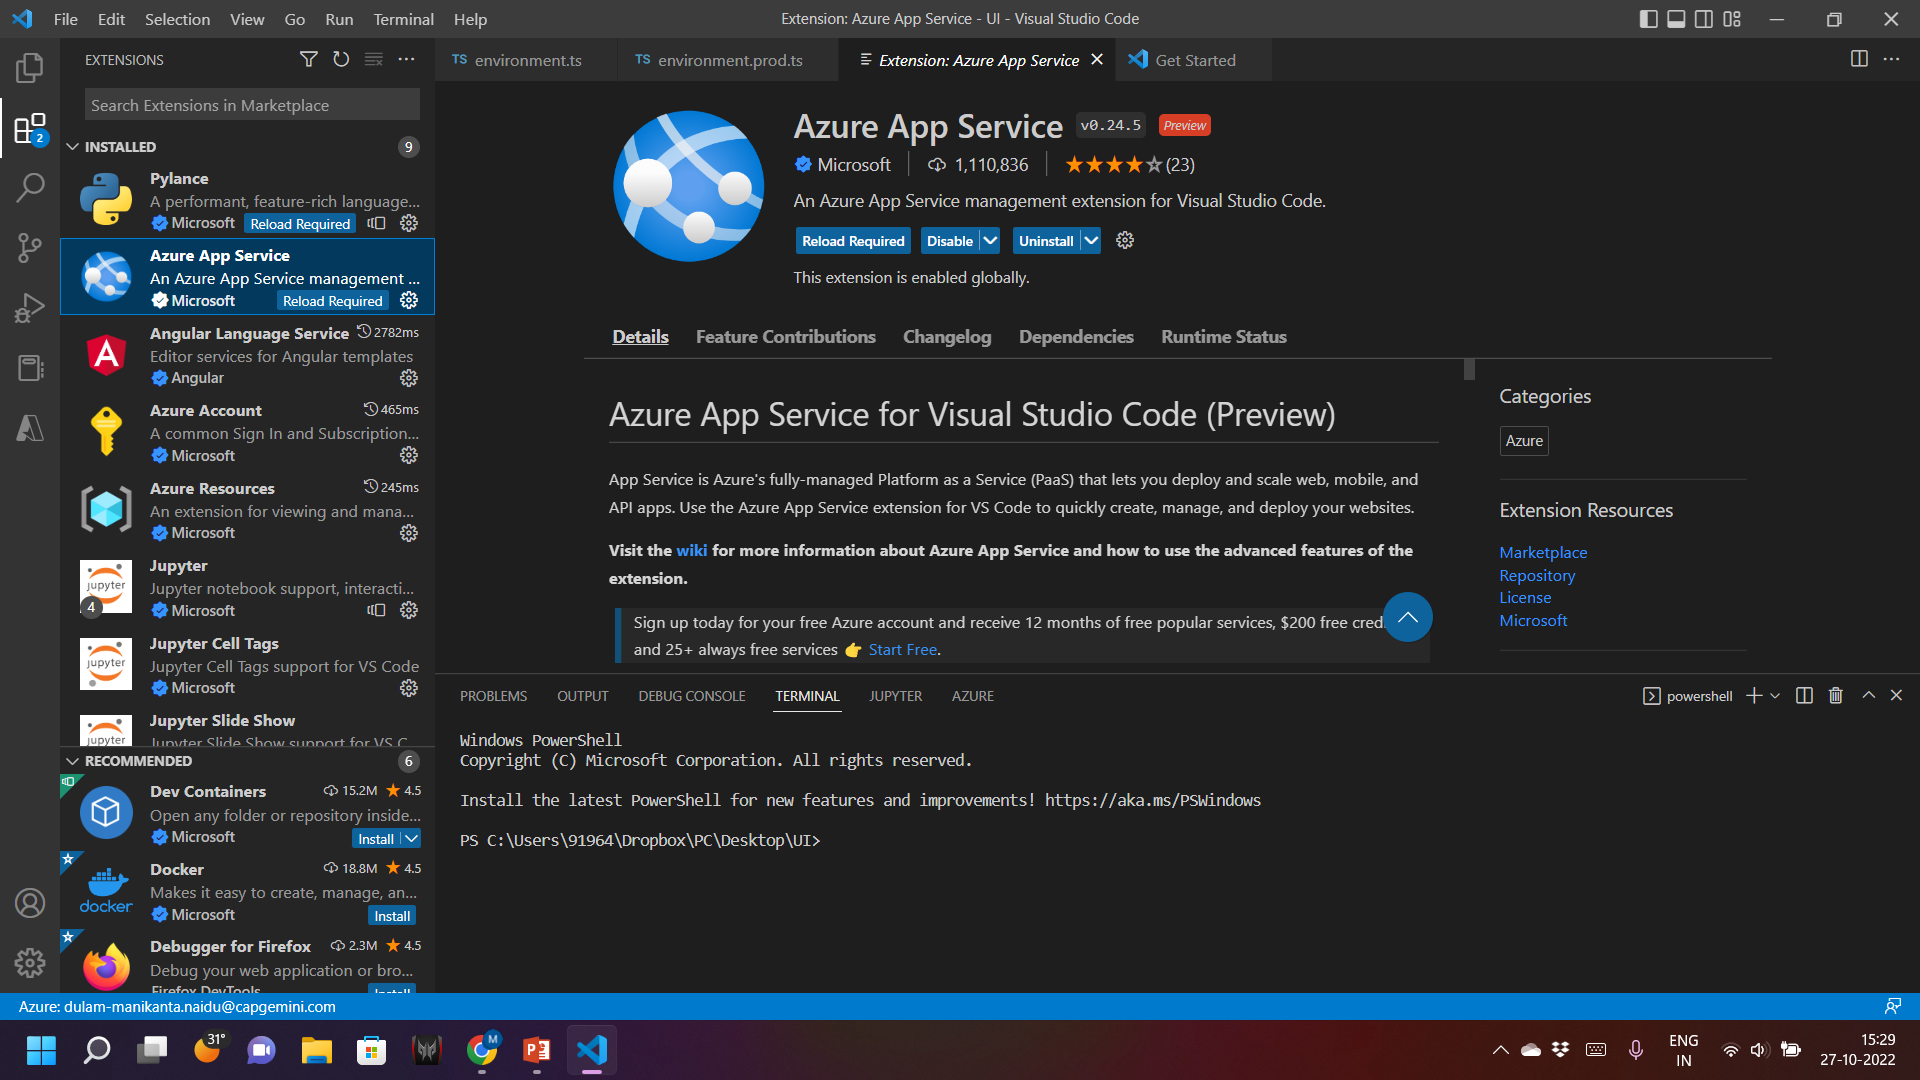 File Edit Selection View Go Run Terminal Help
Extension: Azure App Service - UI - Visual Studio Code
EXTENSIONS
Search Extensions in Marketplace
2
INSTALLED 9
Pylance
A performant, feature-rich language...
Microsoft Reload Required
Azure App Service
An Azure App Service management ...
Microsoft Reload Required
Angular Language Service 2782ms
Editor services for Angular templates
Angular
Azure Account 465ms
A common Sign In and Subscription...
Microsoft
Azure Resources 245ms
An extension for viewing and mana...
Microsoft
Jupyter
Jupyter notebook support, interacti...
Microsoft
jupyter
4
Jupyter Cell Tags
Jupyter Cell Tags support for VS Code
Microsoft
jupyter
Jupyter Slide Show
Jupyter Slide Show support for VS C
jupyter
RECOMMENDED 6
Dev Containers 15.2M 4.5
Open any folder or repository inside...
Microsoft Install
Docker 18.8M 4.5
Makes it easy to create, manage, an...
Microsoft Install
docker
Debugger for Firefox 2.3M 4.5
Debug your web application or bro...
Firefox DevTools Install
TS environment.ts TS environment.prod.ts Extension: Azure App Service Get Started
Azure App Service v0.24.5 Preview
Microsoft 1,110,836 (23)
An Azure App Service management extension for Visual Studio Code.
Reload Required Disable Uninstall
This extension is enabled globally.
Details Feature Contributions Changelog Dependencies Runtime Status
Azure App Service for Visual Studio Code (Preview)
App Service is Azure's fully-managed Platform as a Service (PaaS) that lets you deploy and scale web, mobile, and
API apps. Use the Azure App Service extension for VS Code to quickly create, manage, and deploy your websites.
Visit the wiki for more information about Azure App Service and how to use the advanced features of the
extension.
Sign up today for your free Azure account and receive 12 months of free popular services, $200 free cred
and 25+ always free services 👉 Start Free.
Categories
Azure
Extension Resources
Marketplace
Repository
License
Microsoft
PROBLEMS OUTPUT DEBUG CONSOLE TERMINAL JUPYTER AZURE
powershell
Windows PowerShell
Copyright (C) Microsoft Corporation. All rights reserved.
Install the latest PowerShell for new features and improvements! https://aka.ms/PSWindows
PS C:\Users\91964\Dropbox\PC\Desktop\UI>
Azure: dulam-manikanta.naidu@capgemini.com
31°
M
ENG
IN
15:29
27-10-2022